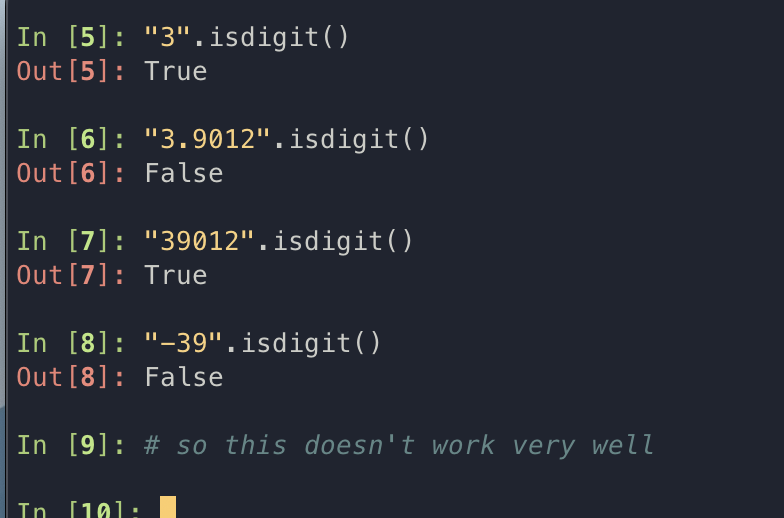 In [5]: "3".isdigit()
Out[5]: True
In [6]: "3.9012".isdigit()
Out[6]: False
In [7]: "39012".isdigit()
Out[7]: True
In [8]: "-39".isdigit()
Out[8]: False
In [9]: # so this doesn't work very well
In [10]: